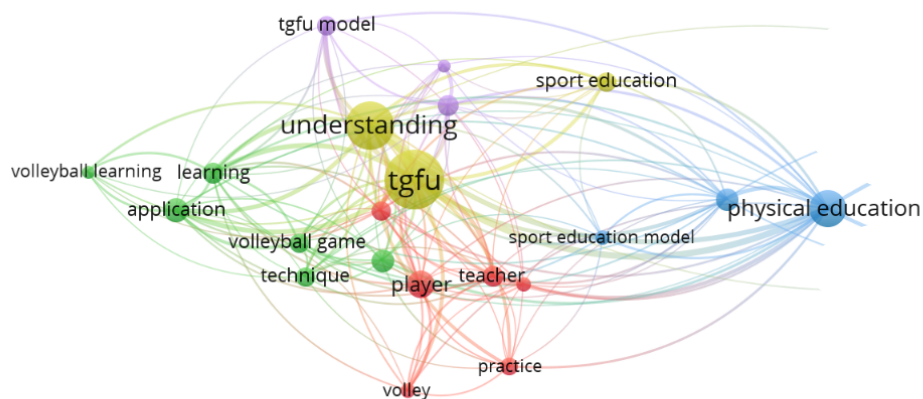 tgfu model
sport education
understanding
volleyball learning
learning
tgfu
application
physical education
volleyball game
sport education model
technique
player
teacher
practice
volley